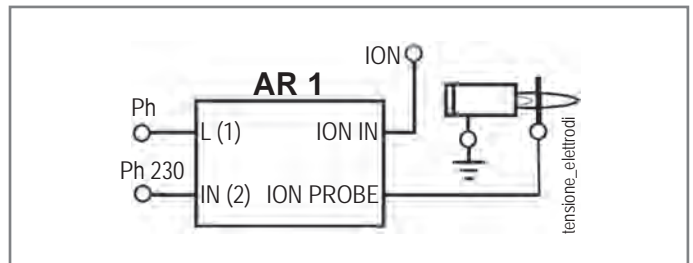 ION
AR 1
Ph
L (1)
ION IN
Ph 230
IN (2)
ION PROBE
tensione_elettrodi